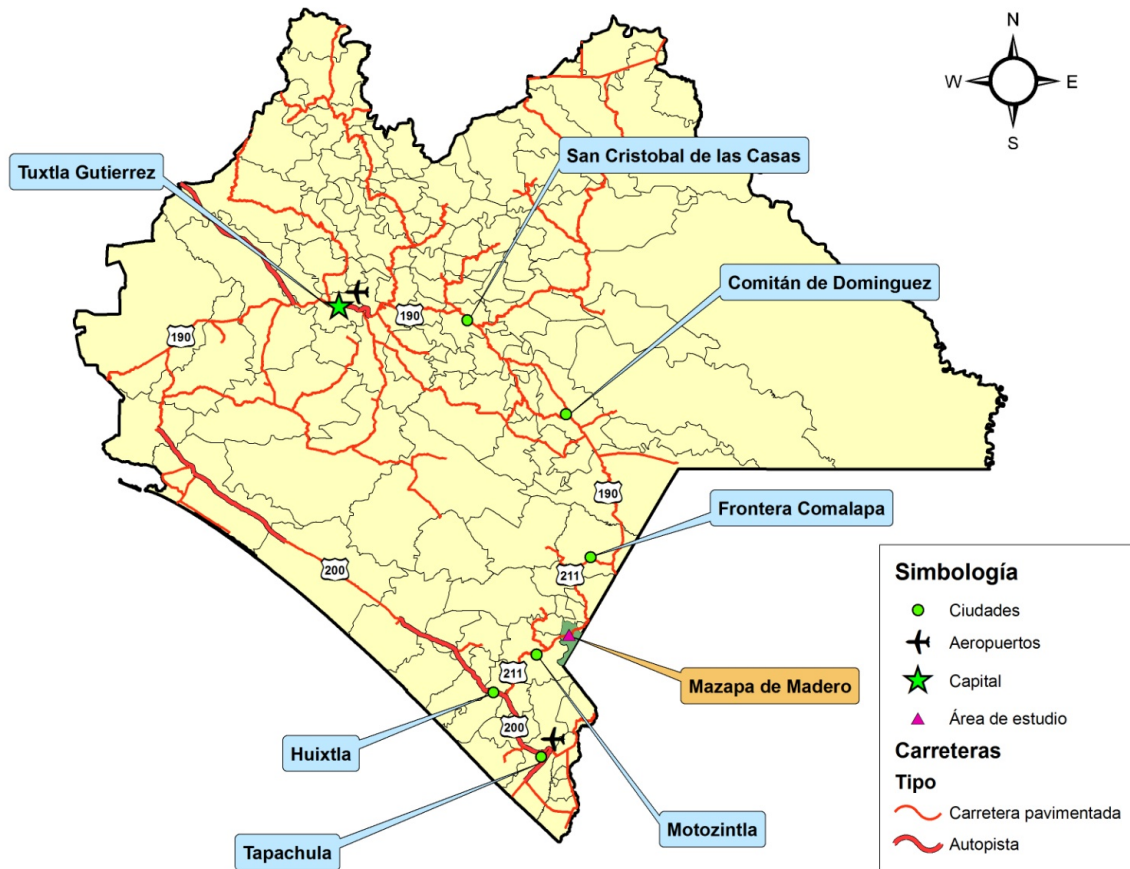 N
W
E
S
San Cristobal de las Casas
Tuxtla Gutierrez
Comitán de Dominguez
190
190
190
Frontera Comalapa
211
200
Mazapa de Madero
211
200
Huixtla
Motozintla
Tapachula
Simbología
Ciudades
Aeropuertos
Capital
Área de estudio
Carreteras
Tipo
Carretera pavimentada
Autopista